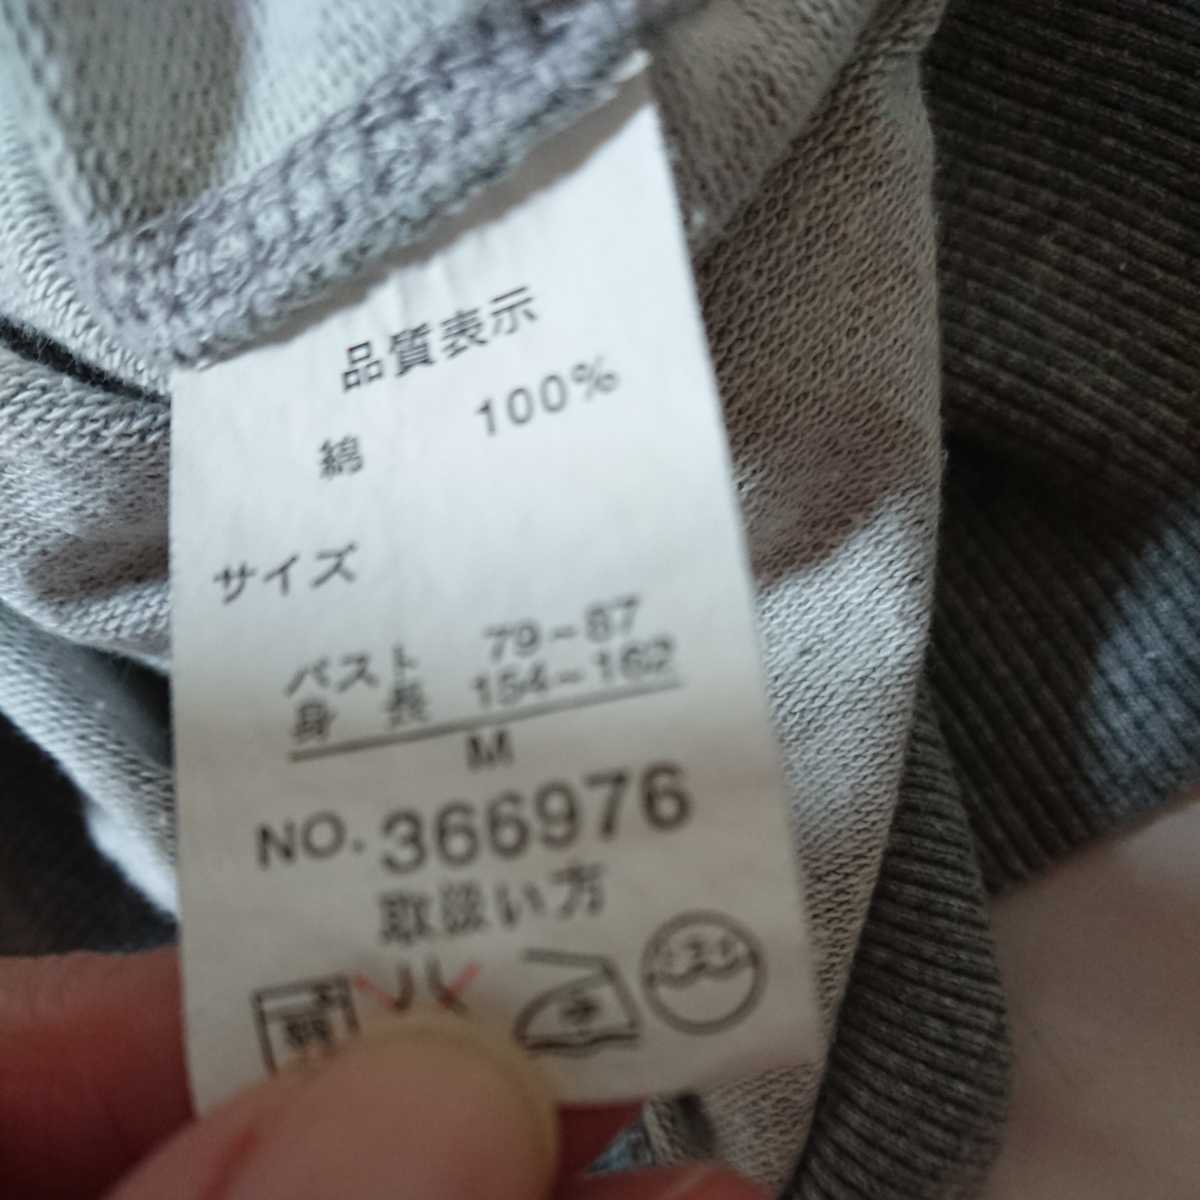 品質表示
綿 100%
サイズ
バスト 79-87
身長 154-162
M
NO. 366976
取扱い方
中